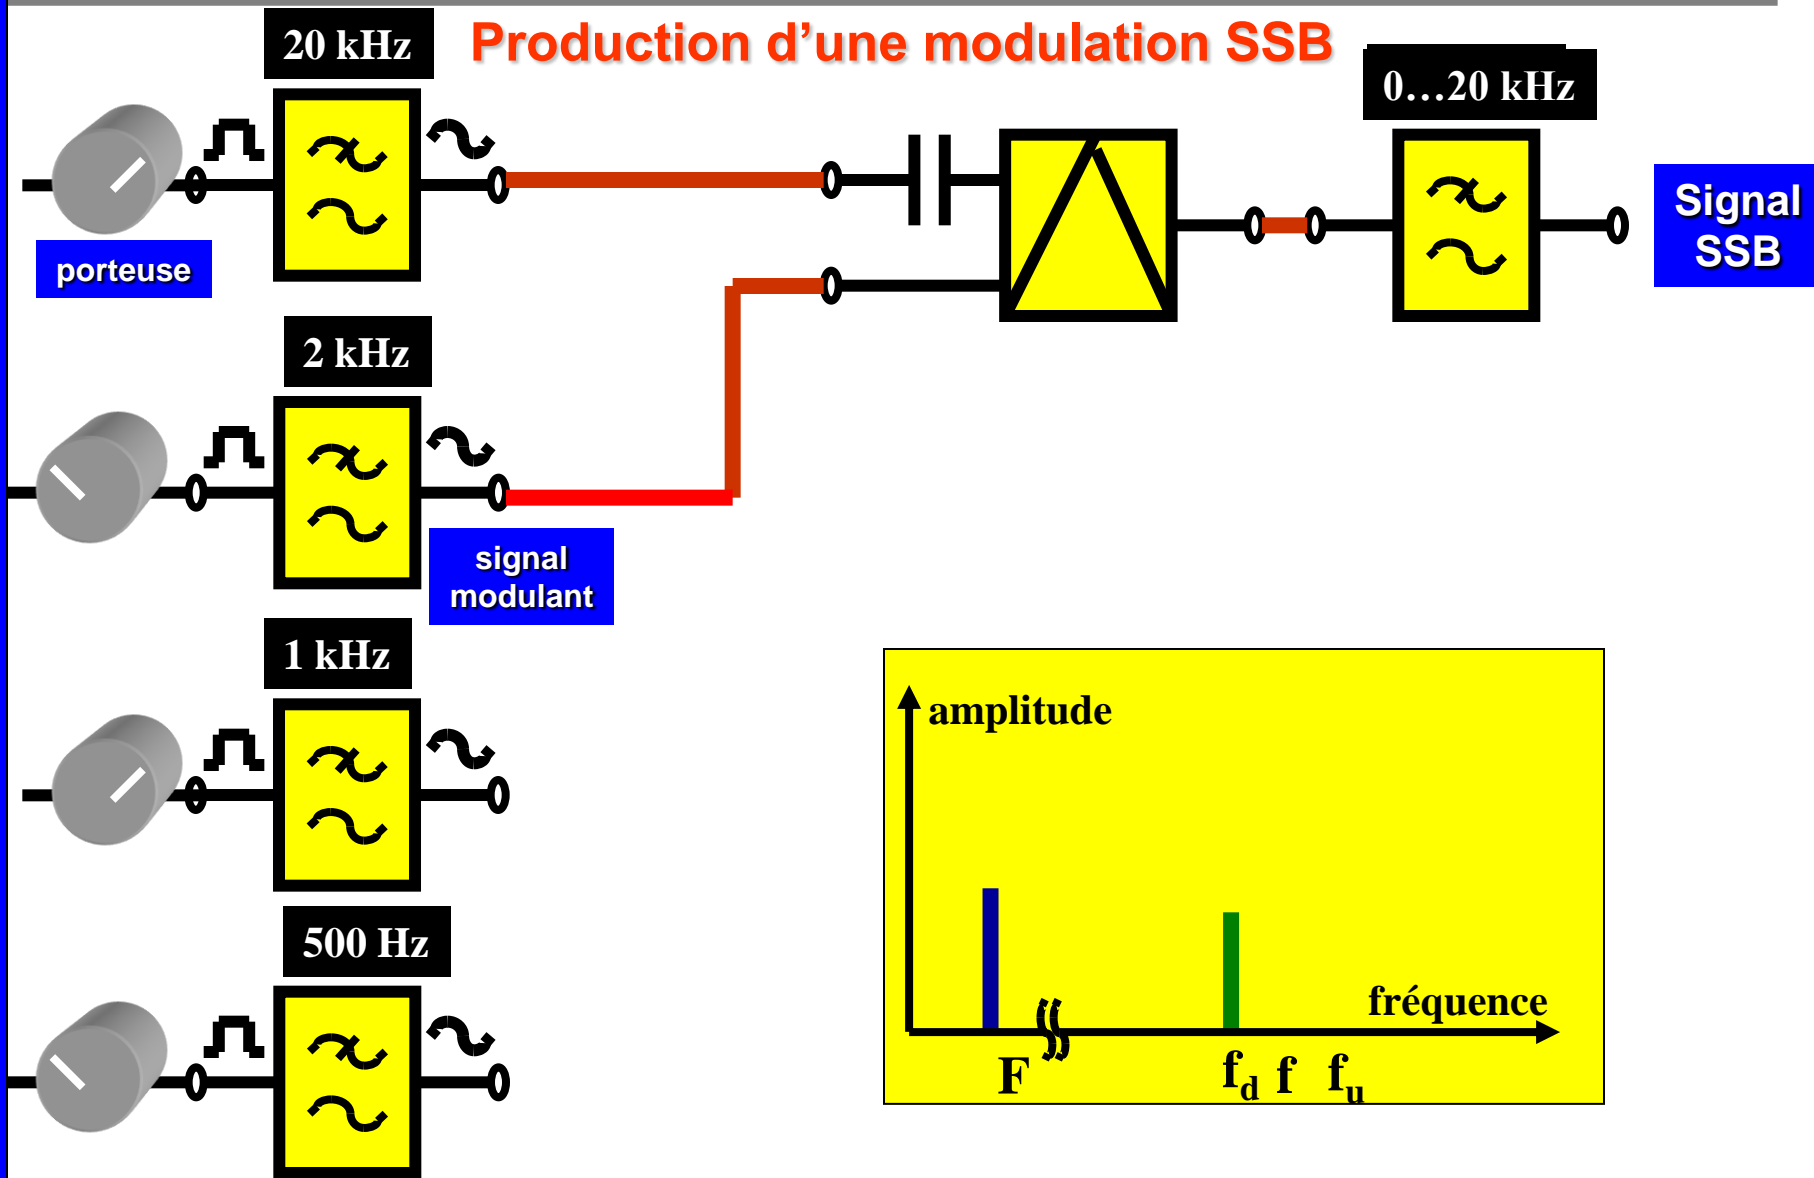 Production d’une modulation SSB
20 kHz
0…20 kHz
porteuse
Signal
SSB
2 kHz
signal
modulant
1 kHz
500 Hz
amplitude
fréquence
F
fd f fu